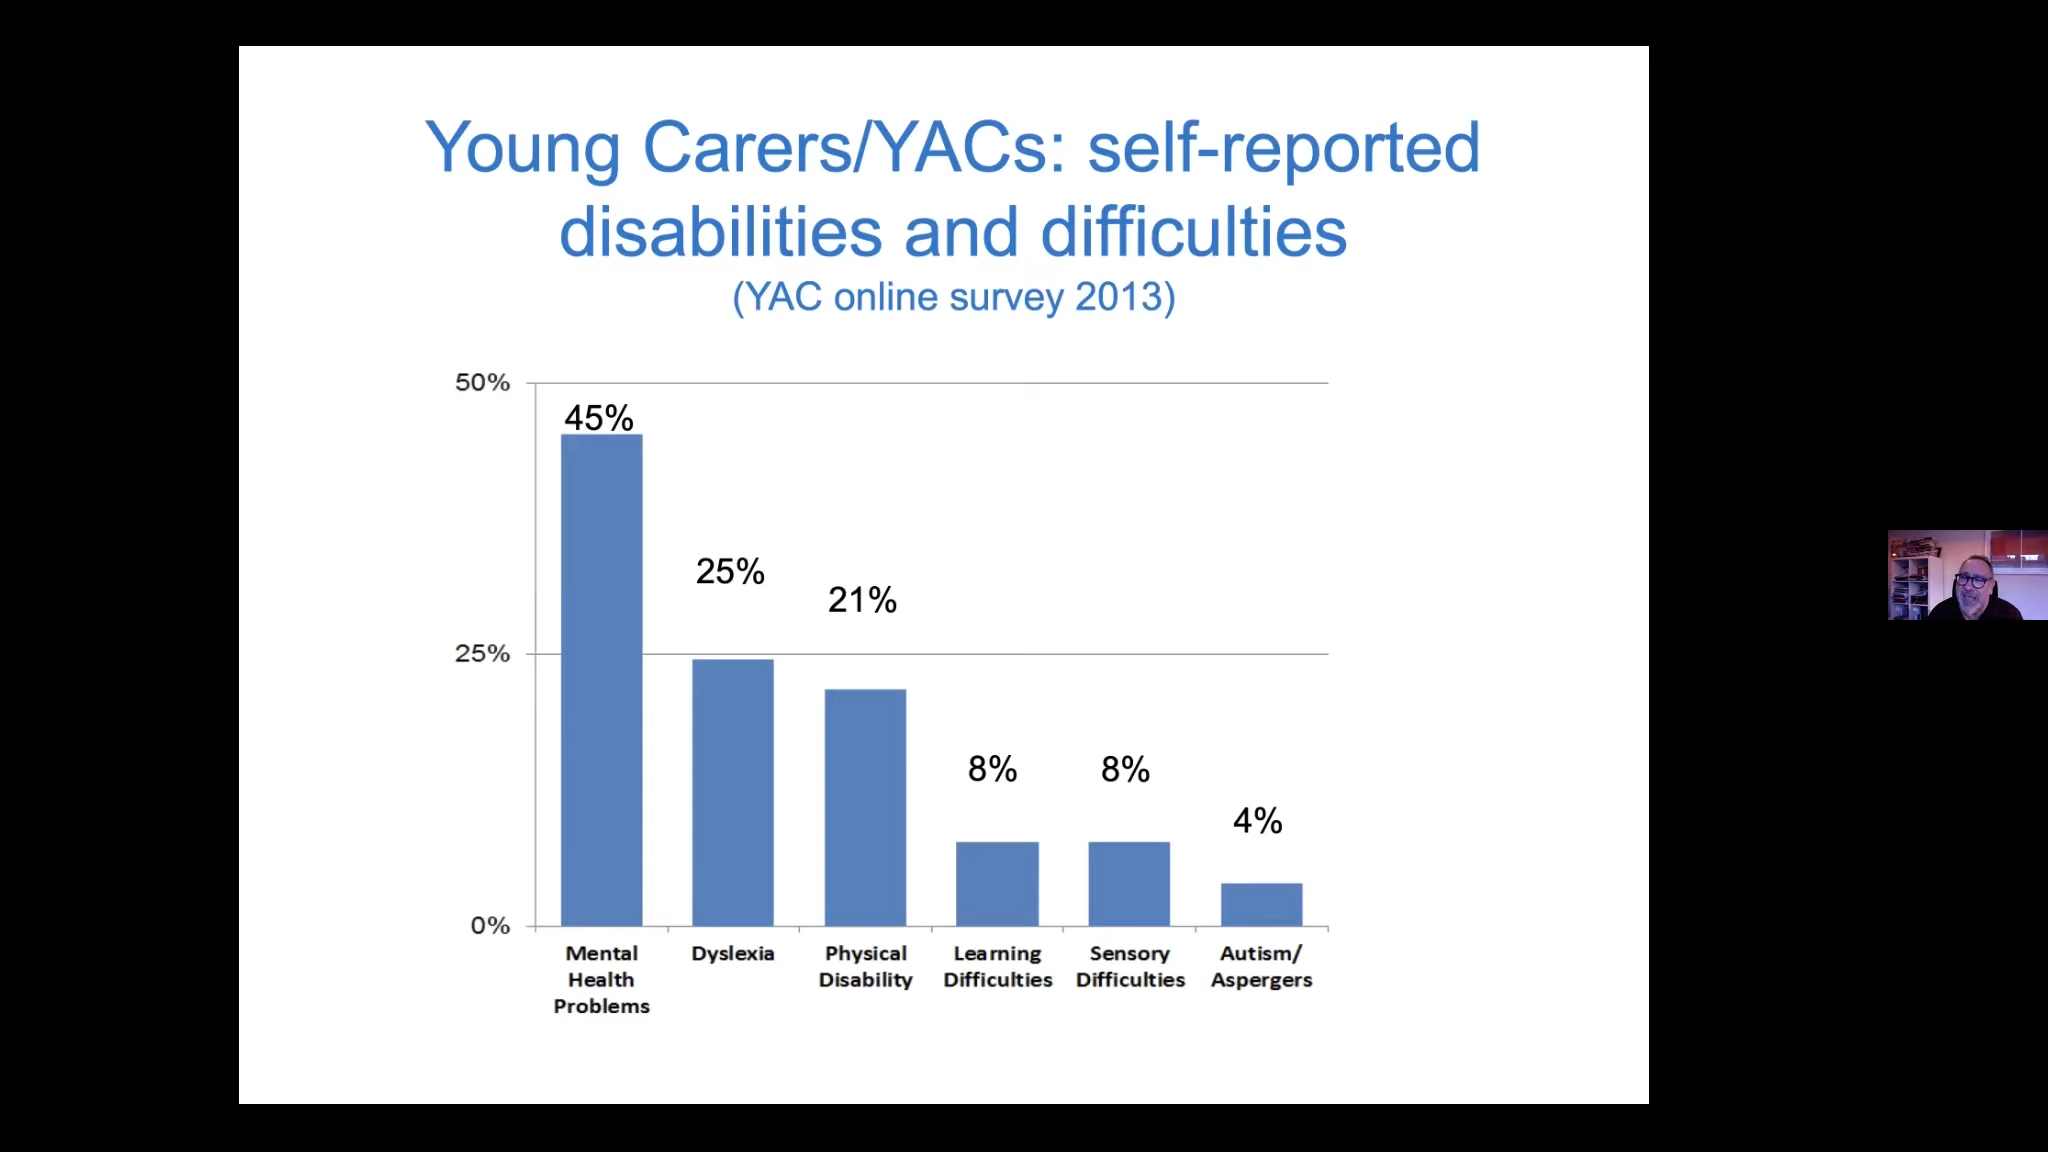 Young Carers/YACs: self-reported
disabilities and difficulties
(YAC online survey 2013)
50%
45%
25%
21%
25%
8%
8%
4%
0%
Mental
Health
Problems
Dyslexia
Physical
Disability
Learning
Difficulties
Sensory
Difficulties
Autism/
Aspergers